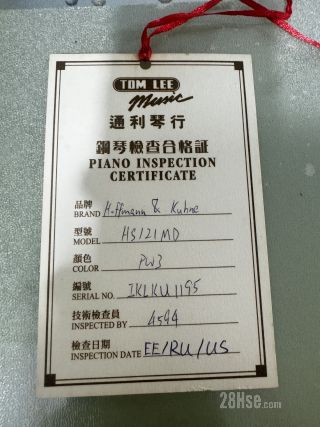 TOM LEE
Music
通利琴行
鋼琴檢查合格証
PIANO INSPECTION
CERTIFICATE
品牌
BRAND Hoffmann & Kuhne
型號
MODEL HS121MD
顏色
COLOR PW3
編號
SERIAL NO. IKLKU1195
技術檢查員
INSPECTED BY 4594
檢查日期
INSPECTION DATE EE/RU/US
28Hse.com